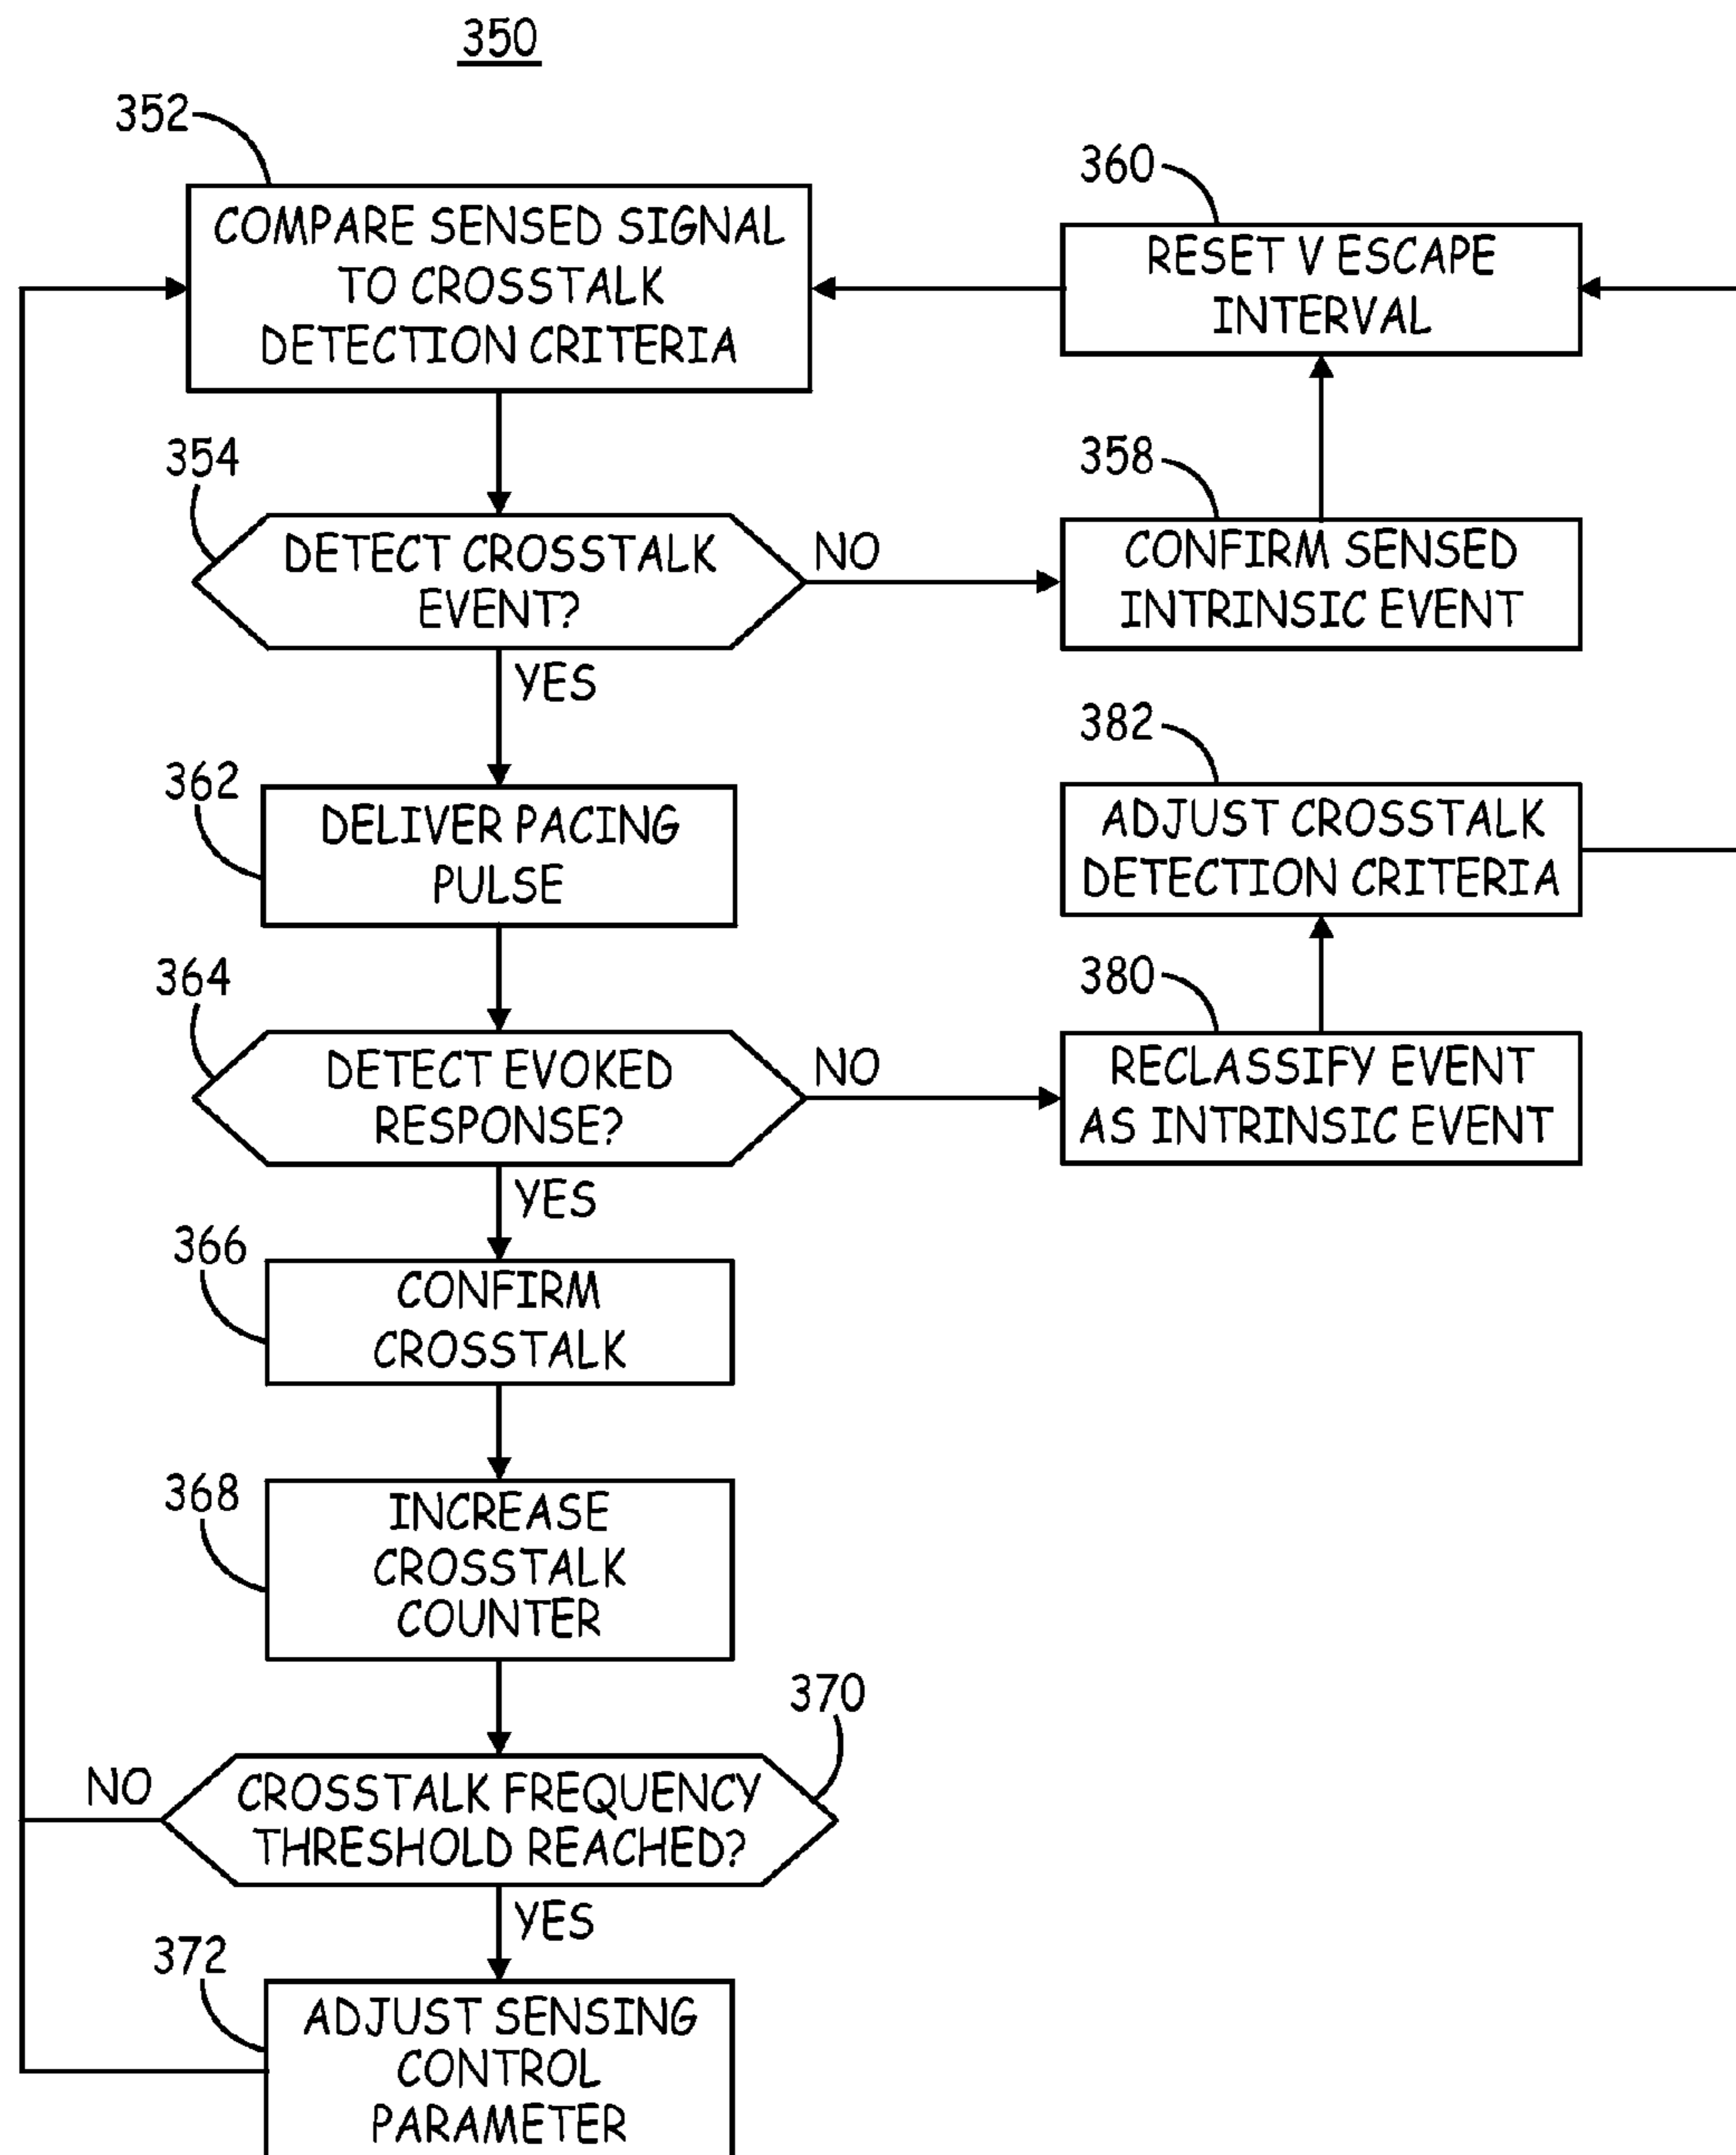 350
352
COMPARE SENSED SIGNAL
TO CROSSTALK
DETECTION CRITERIA
360
RESET V ESCAPE
INTERVAL
354
DETECT CROSSTALK
EVENT?
NO
YES
358
CONFIRM SENSED
INTRINSIC EVENT
362
DELIVER PACING
PULSE
382
ADJUST CROSSTALK
DETECTION CRITERIA
364
DETECT EVOKED
RESPONSE?
NO
YES
380
RECLASSIFY EVENT
AS INTRINSIC EVENT
366
CONFIRM
CROSSTALK
368
INCREASE
CROSSTALK
COUNTER
370
NO
CROSSTALK FREQUENCY
THRESHOLD REACHED?
YES
372
ADJUST SENSING
CONTROL
PARAMETER